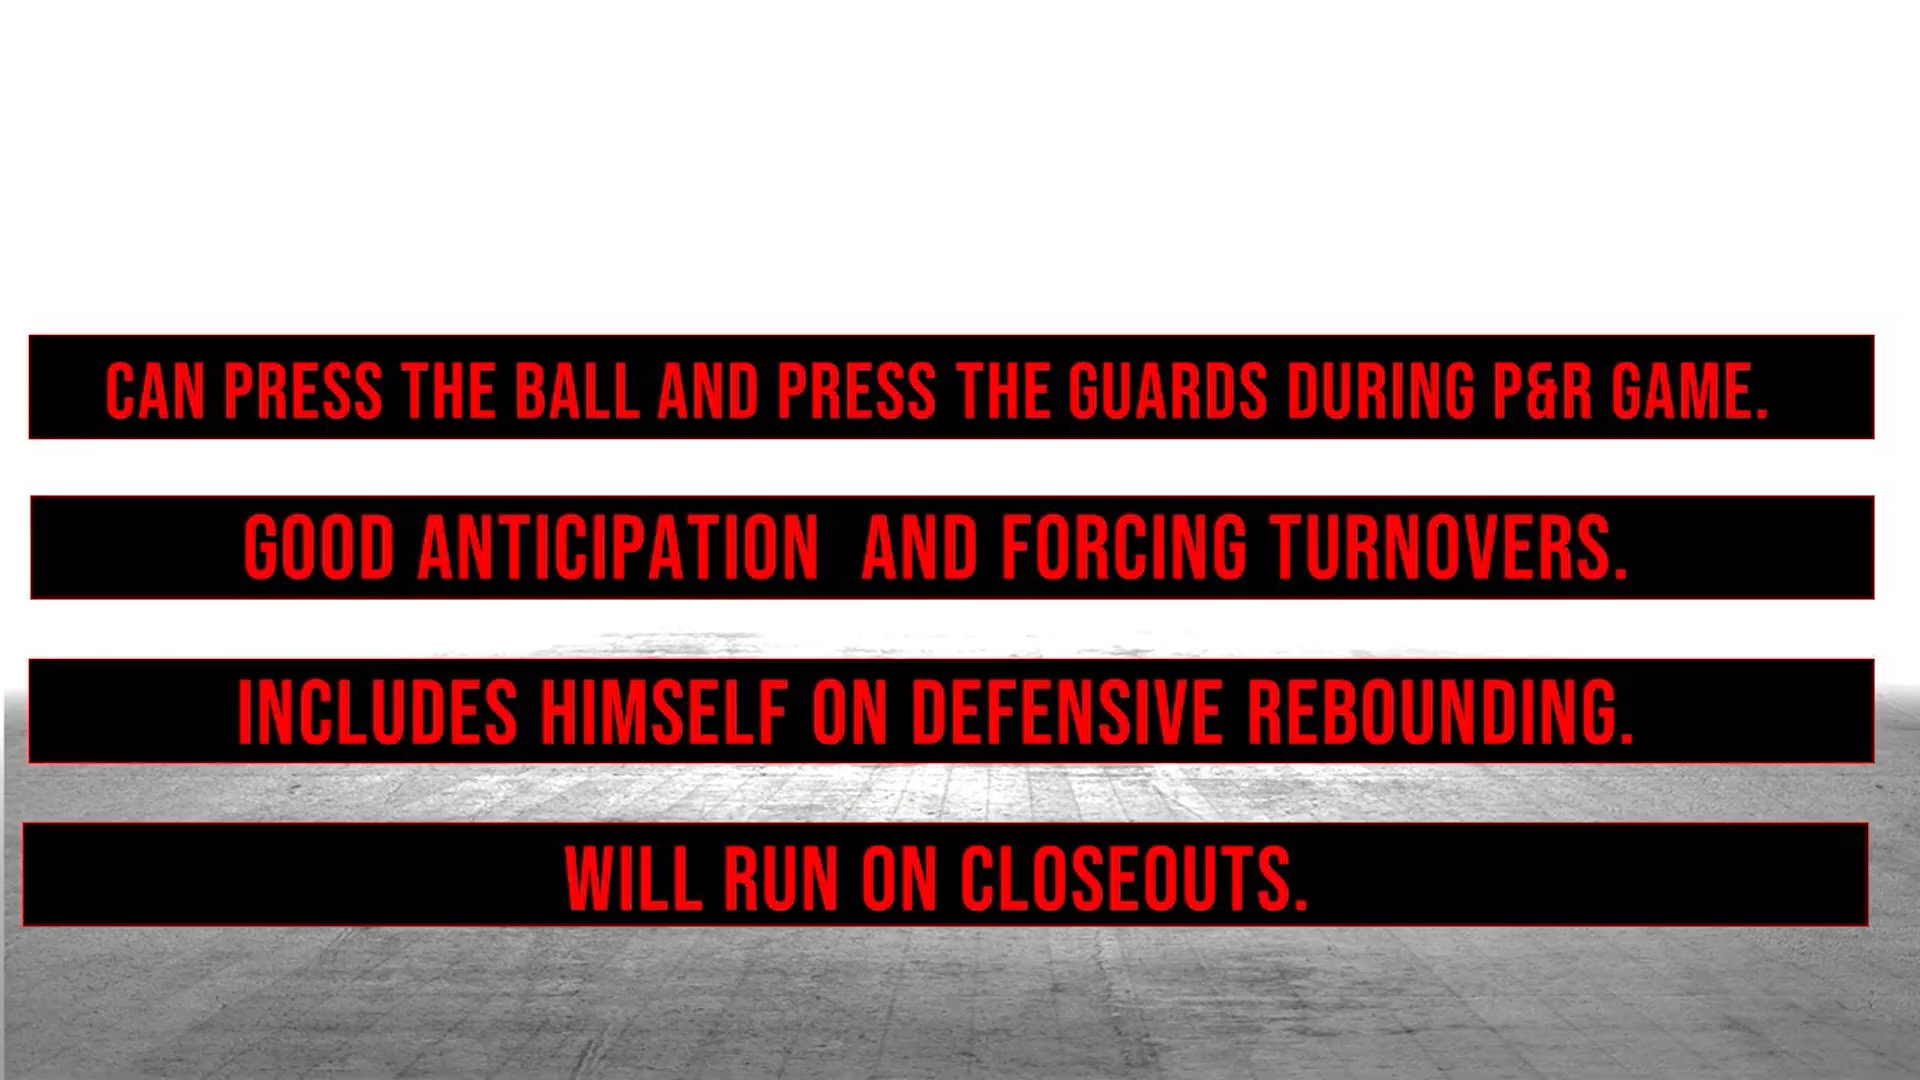 CAN PRESS THE BALL AND PRESS THE GUARDS DURING P&R GAME.
GOOD ANTICIPATION  AND FORCING TURNOVERS.
INCLUDES HIMSELF ON DEFENSIVE REBOUNDING.
WILL RUN ON CLOSEOUTS.